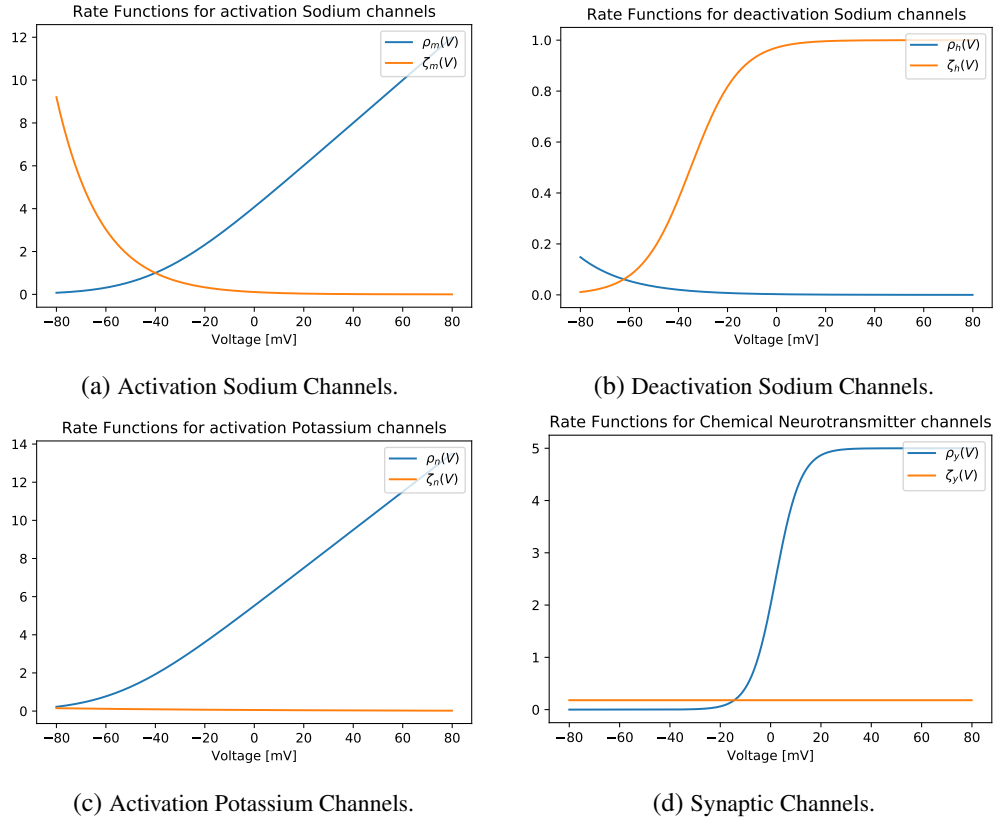 Rate Functions for activation Sodium channels
12
10
8
6
4
2
0
ρm(V)
ζm(V)
−80 −60 −40 −20 0 20 40 60 80
Voltage [mV]
(a) Activation Sodium Channels.
Rate Functions for deactivation Sodium channels
1.0
0.8
0.6
0.4
0.2
0.0
ρh(V)
ζh(V)
−80 −60 −40 −20 0 20 40 60 80
Voltage [mV]
(b) Deactivation Sodium Channels.
Rate Functions for activation Potassium channels
14
12
10
8
6
4
2
0
ρn(V)
ζn(V)
−80 −60 −40 −20 0 20 40 60 80
Voltage [mV]
(c) Activation Potassium Channels.
Rate Functions for Chemical Neurotransmitter channels
5
4
3
2
1
0
ρy(V)
ζy(V)
−80 −60 −40 −20 0 20 40 60 80
Voltage [mV]
(d) Synaptic Channels.